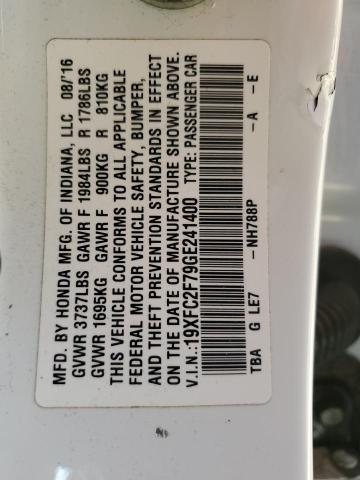 MFD. BY HONDA MFG. OF INDIANA, LLC 08/'16
GVWR 3737LBS GAWR F 1984LBS R 1786LBS
GVWR 1695KG GAWR F 900KG R 810KG
THIS VEHICLE CONFORMS TO ALL APPLICABLE
FEDERAL MOTOR VEHICLE SAFETY, BUMPER,
AND THEFT PREVENTION STANDARDS IN EFFECT
ON THE DATE OF MANUFACTURE SHOWN ABOVE.
V.I.N.:19XFC2F79GE241400 TYPE: PASSENGER CAR
TBA G LE7 -NH788P -A -E